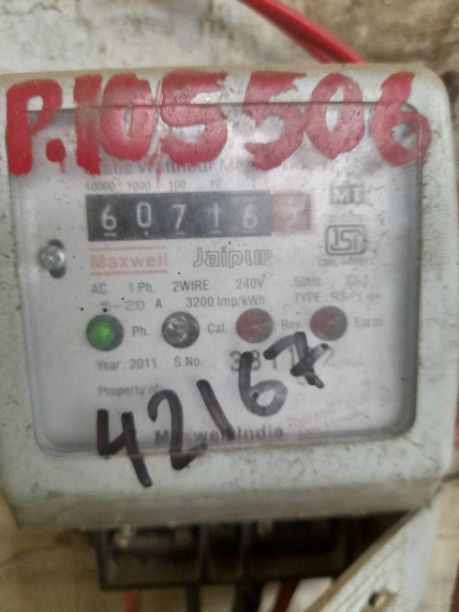 P.105506
10000 1000 100 10 1
60716
Maxwell Jaipur
AC. 1 Ph. 2WIRE 240V 50Hz
5-20 A 3200 Imp/kWh TYPE
Ph. Cal. Rev. Earth
Year : 2011 S.No.
Property of
42167